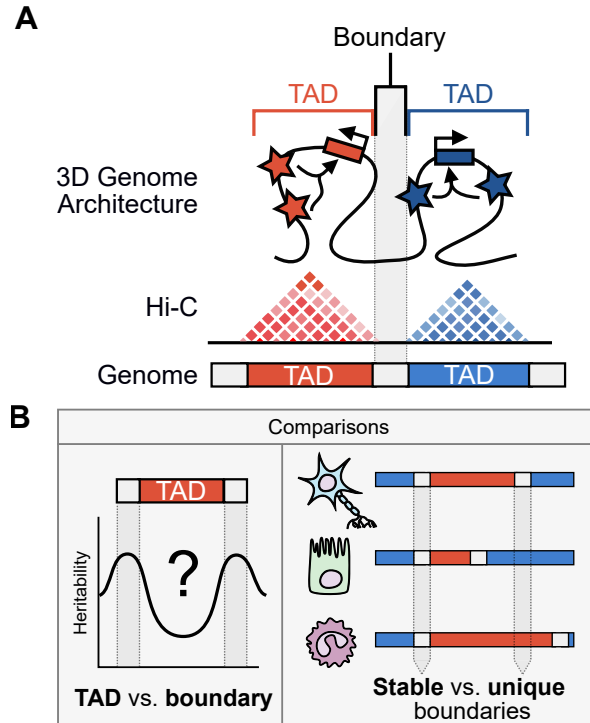 A
Boundary
TAD
TAD
3D Genome
Architecture
Hi-C
Genome
TAD
TAD
B
Comparisons
TAD
Heritability
?
TAD vs. boundary
Stable vs. unique
boundaries